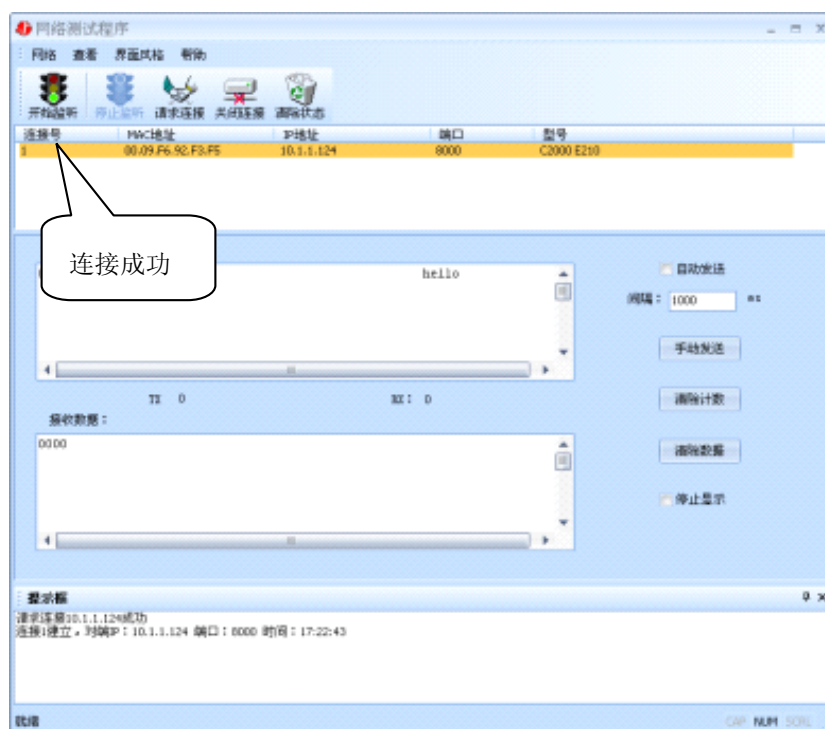 网络测试程序
网络 查看 界面风格 帮助
开始监听 停止监听 请求连接 关闭连接 清除状态
连接号 MAC地址 IP地址 端口 型号
1 00.09.F6.92.F3.F5 10.1.1.124 8000 C2000 E210
连接成功
hello
自动发送
间隔： 1000 ms
手动发送
TX 0 RX： 0
清除计数
接收数据：
0000
清除数据
停止显示
提示框
请求连接10.1.1.124成功
连接1建立，对端IP：10.1.1.124 端口：8000 时间：17:22:43
就绪 CAP NUM SCRL